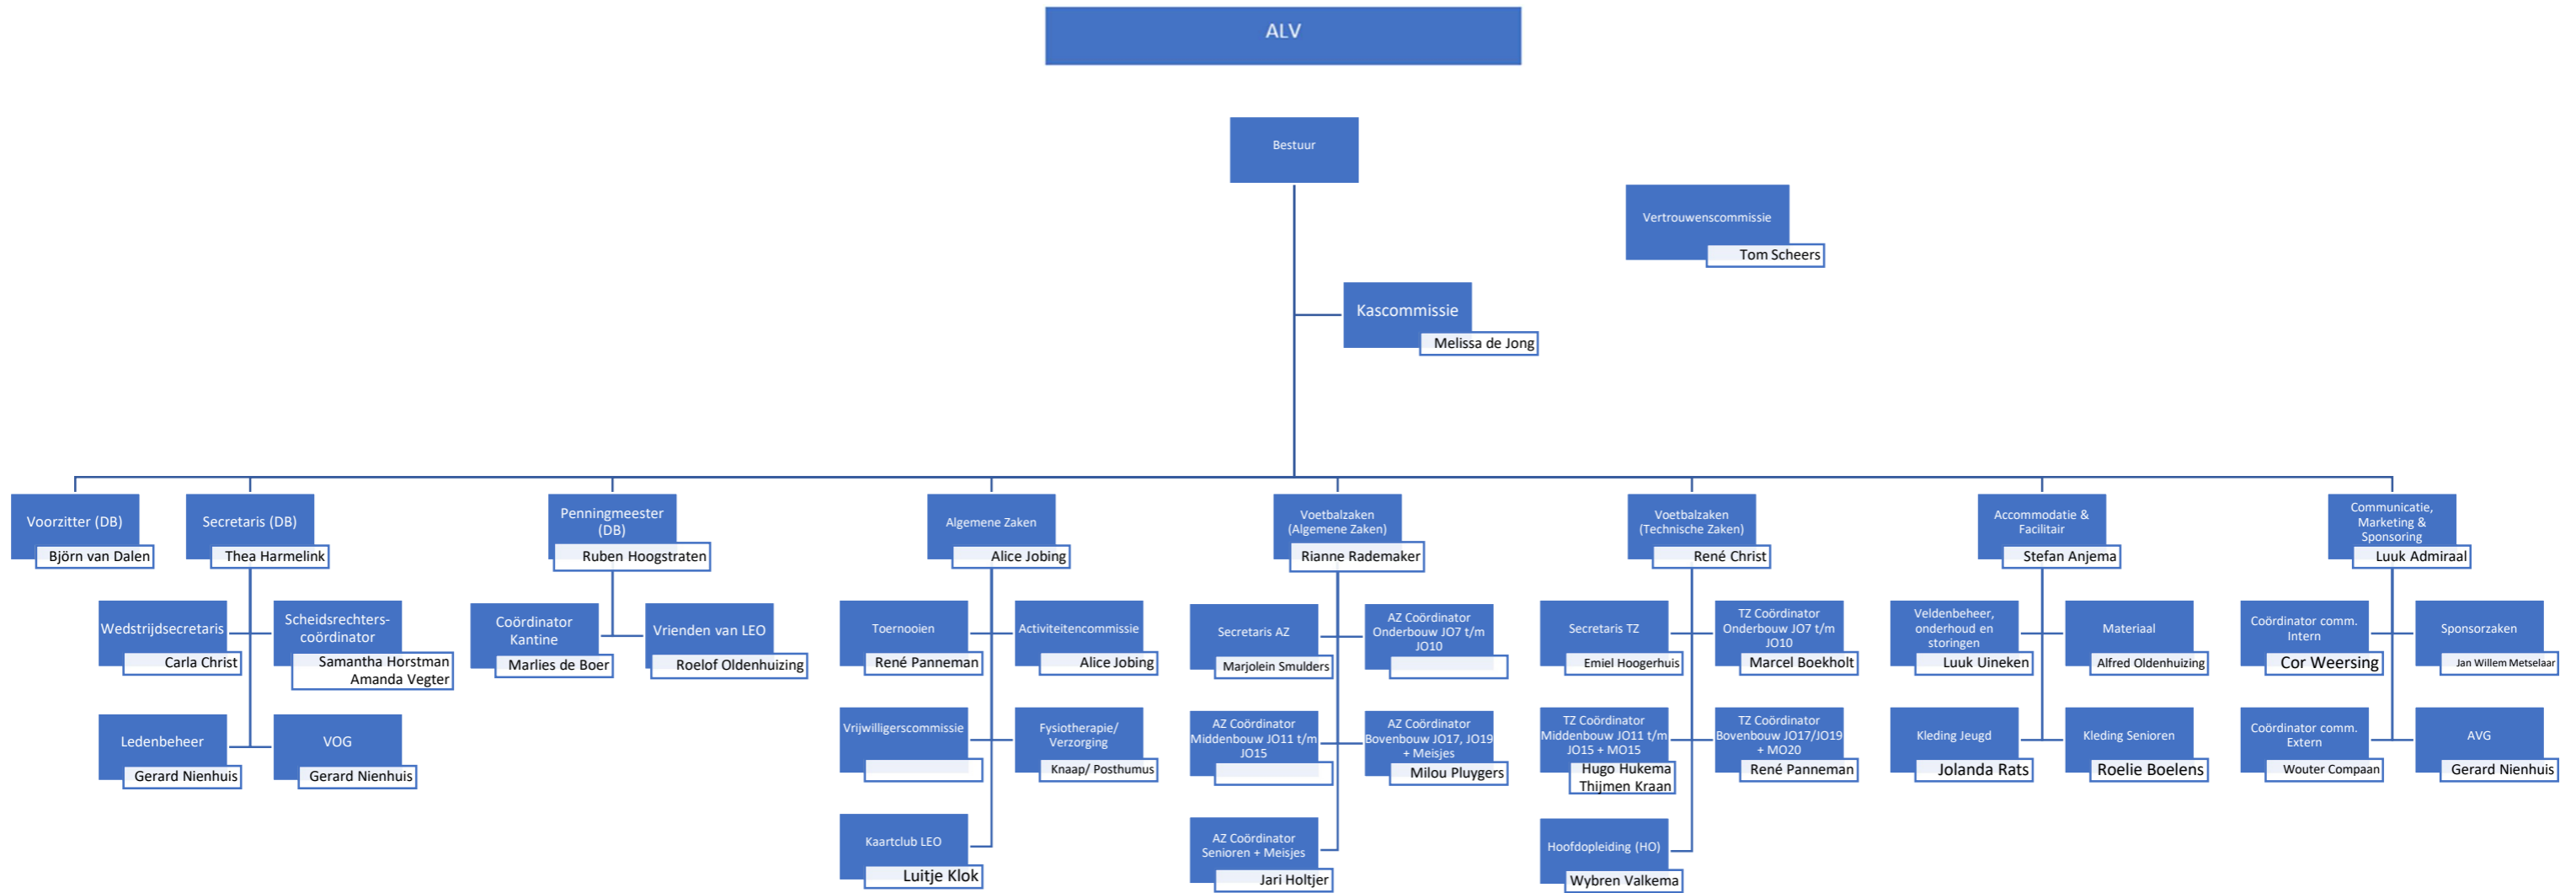 ALV
Bestuur
Vertrouwenscommissie
Tom Scheers
Kascommissie
Melissa de Jong
Voorzitter (DB)
Björn van Dalen
Secretaris (DB)
Thea Harmelink
Penningmeester
(DB)
Ruben Hoogstraten
Algemene Zaken
Alice Jobing
Voetbalzaken
(Algemene Zaken)
Rianne Rademaker
Voetbalzaken
(Technische Zaken)
René Christ
Accommodatie &
Facilitair
Stefan Anjema
Communicatie,
Marketing &
Sponsoring
Luuk Admiraal
Wedstrijdsecretaris
Carla Christ
Scheidsrechters-
coördinator
Samantha Horstman
Amanda Vegter
Coördinator
Kantine
Marlies de Boer
Vrienden van LEO
Roelof Oldenhuizing
Toernooien
René Panneman
Activiteitencommissie
Alice Jobing
Secretaris AZ
Marjolein Smulders
AZ Coördinator
Onderbouw JO7 t/m
JO10
Secretaris TZ
Emiel Hoogerhuis
TZ Coördinator
Onderbouw JO7 t/m
JO10
Marcel Boekholt
Veldenbeheer,
onderhoud en
storingen
Luuk Uineken
Materiaal
Alfred Oldenhuizing
Coördinator comm.
Intern
Cor Weersing
Sponsorzaken
Jan Willem Metselaar
Ledenbeheer
Gerard Nienhuis
VOG
Gerard Nienhuis
Vrijwilligerscommissie
Fysiotherapie/
Verzorging
Knaap/ Posthumus
AZ Coördinator
Middenbouw JO11 t/m
JO15
AZ Coördinator
Bovenbouw JO17, JO19
+ Meisjes
Milou Pluygers
TZ Coördinator
Middenbouw JO11 t/m
JO15 + MO15
Hugo Hukema
Thijmen Kraan
TZ Coördinator
Bovenbouw JO17/JO19
+ MO20
René Panneman
Kleding Jeugd
Jolanda Rats
Kleding Senioren
Roelie Boelens
Coördinator comm.
Extern
Wouter Compaan
AVG
Gerard Nienhuis
Kaartclub LEO
Luitje Klok
AZ Coördinator
Senioren + Meisjes
Jari Holtjer
Hoofdopleiding (HO)
Wybren Valkema